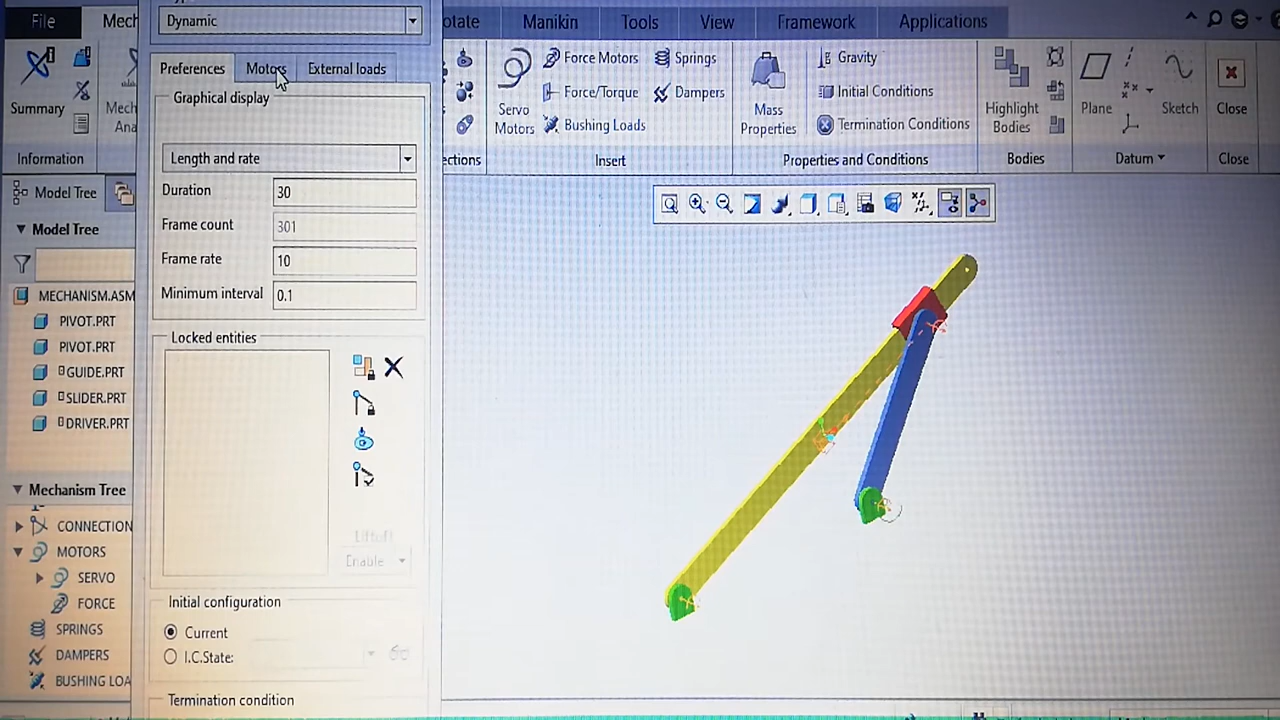 Dynamic
File
Mech
otate
Manikin
Tools
View
Framework
Applications
Summary
Mech
Ana
Information
Preferences
Motors
External loads
Graphical display
Length and rate
Duration
30
Frame count
301
Frame rate
10
Minimum interval
0.1
Locked entities
Enable
Initial configuration
Current
I.C.State:
Termination condition
ections
Servo
Motors
Force Motors
Force/Torque
Bushing Loads
Springs
Dampers
Insert
Mass
Properties
Gravity
Initial Conditions
Termination Conditions
Properties and Conditions
Highlight
Bodies
Bodies
Plane
Sketch
Datum
Close
Close
Model Tree
Model Tree
MECHANISM.ASM
PIVOT.PRT
PIVOT.PRT
GUIDE.PRT
SLIDER.PRT
DRIVER.PRT
Mechanism Tree
CONNECTION
MOTORS
SERVO
FORCE
SPRINGS
DAMPERS
BUSHING LOA